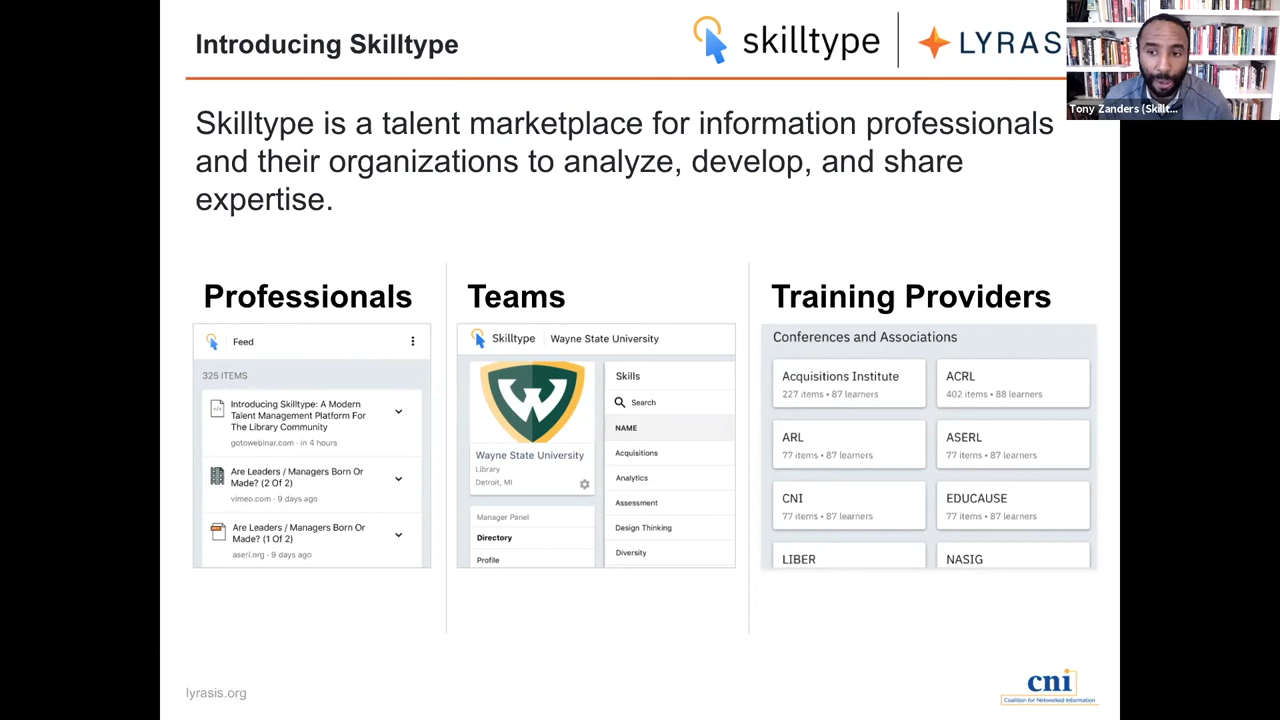 Introducing Skilltype
skilltype
LYRAS
Tony Zanders (Skillt...
Skilltype is a talent marketplace for information professionals
and their organizations to analyze, develop, and share
expertise.
Professionals
Feed
325 ITEMS
Introducing Skilltype: A Modern
Talent Management Platform For
The Library Community
gotowebinar.com · in 4 hours
Are Leaders / Managers Born Or
Made? (2 Of 2)
vimeo.com · 9 days ago
Are Leaders / Managers Born Or
Made? (1 Of 2)
aserl.org · 9 days ago
Teams
Skilltype Wayne State University
W
Wayne State University
Library
Detroit, MI
Manager Panel
Directory
Profile
Skills
Search
NAME
Acquisitions
Analytics
Assessment
Design Thinking
Diversity
Training Providers
Conferences and Associations
Acquisitions Institute
227 items • 87 learners
ACRL
402 items • 88 learners
ARL
77 items • 87 learners
ASERL
77 items • 87 learners
CNI
77 items • 87 learners
EDUCAUSE
77 items • 87 learners
LIBER
NASIG
lyrasis.org
cni
Coalition for Networked Information